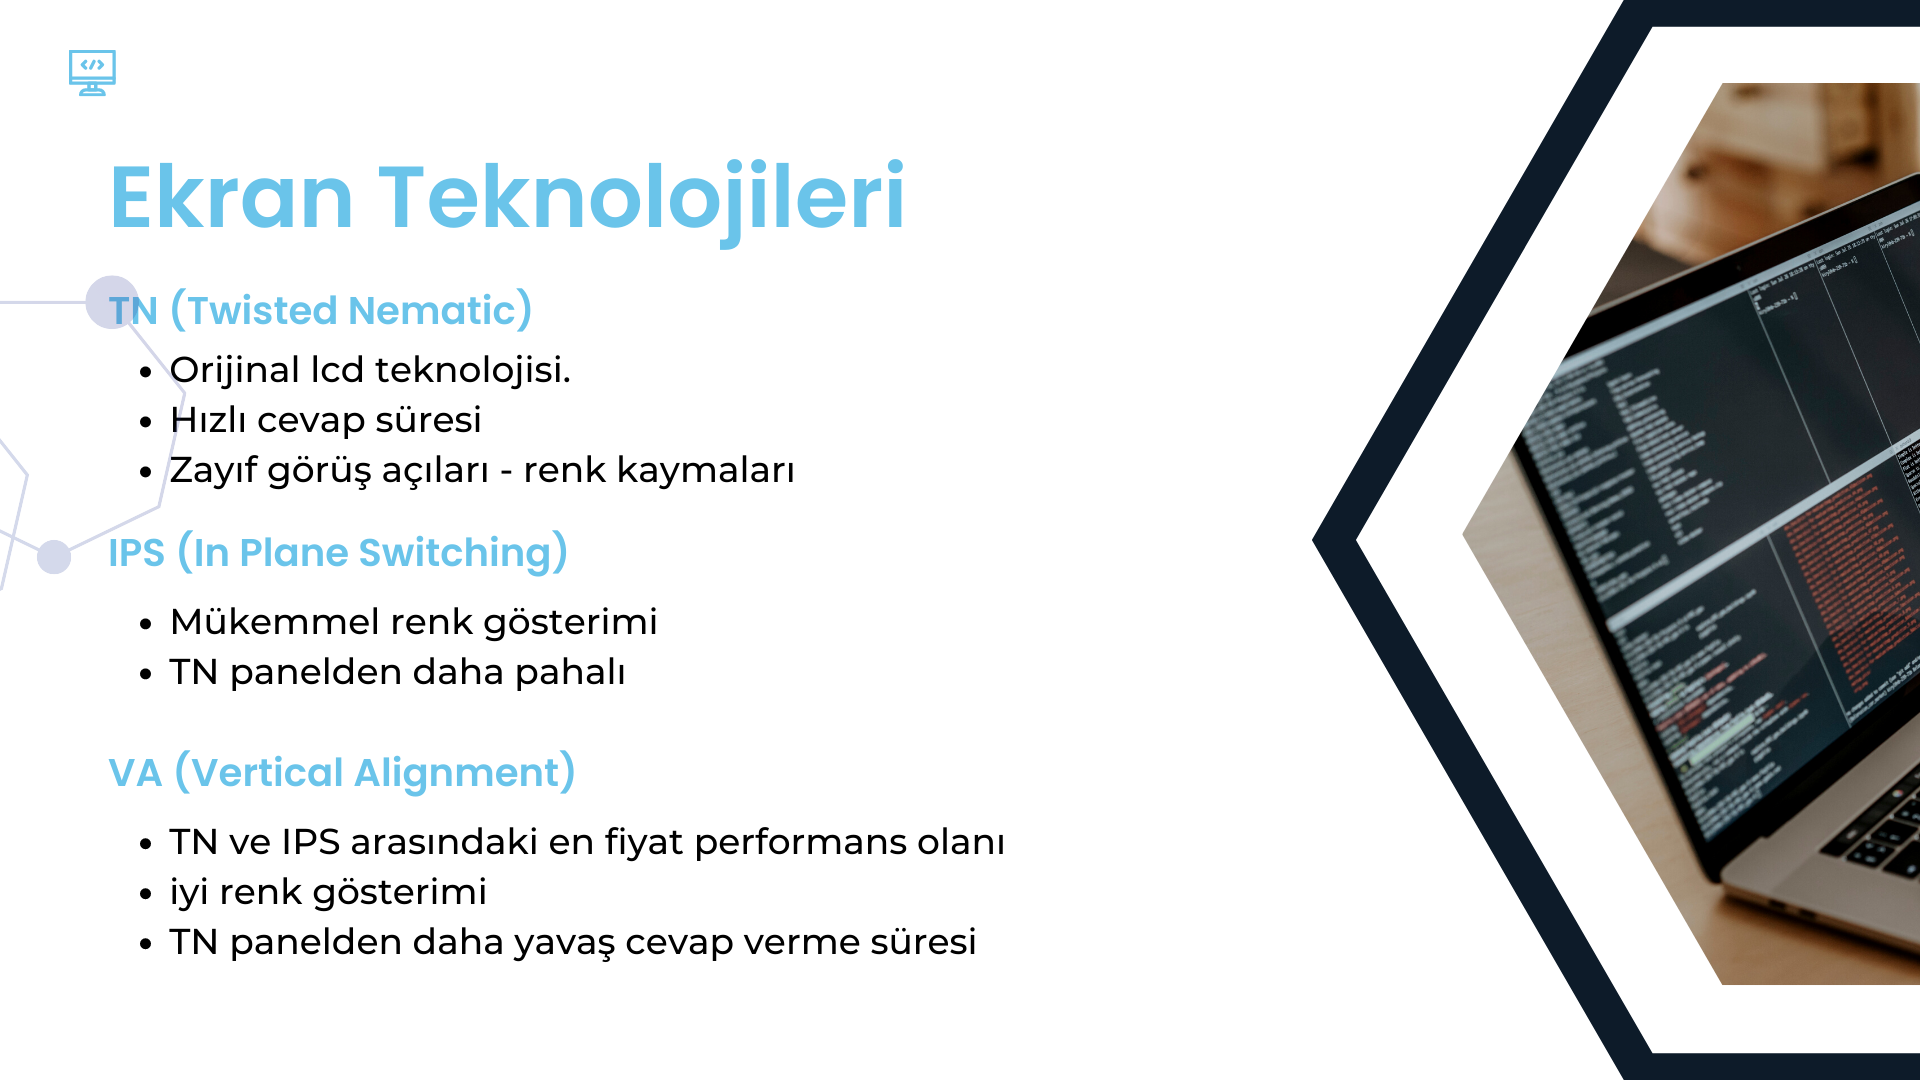 Ekran Teknolojileri
TN (Twisted Nematic)
Orijinal lcd teknolojisi.
Hızlı cevap süresi
Zayıf görüş açıları - renk kaymaları
IPS (In Plane Switching)
Mükemmel renk gösterimi
TN panelden daha pahalı
VA (Vertical Alignment)
TN ve IPS arasındaki en fiyat performans olanı
iyi renk gösterimi
TN panelden daha yavaş cevap verme süresi